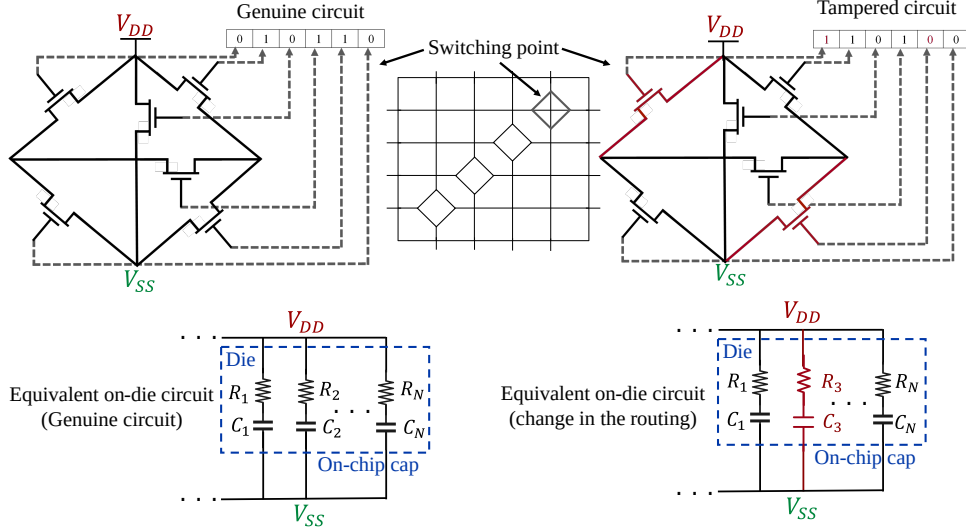 Genuine circuit
V_DD
0 1 0 1 1 0
Switching point
Tampered circuit
V_DD
1 1 0 1 0 0
V_SS
V_SS
. . .
V_DD
Die
R_1 R_2 R_N
. . .
C_1 C_2 C_N
On-chip cap
V_SS
. . .
Equivalent on-die circuit
(Genuine circuit)
. . .
V_DD
Die
R_1 R_3 R_N
. . .
C_1 C_3 C_N
On-chip cap
V_SS
. . .
Equivalent on-die circuit
(change in the routing)